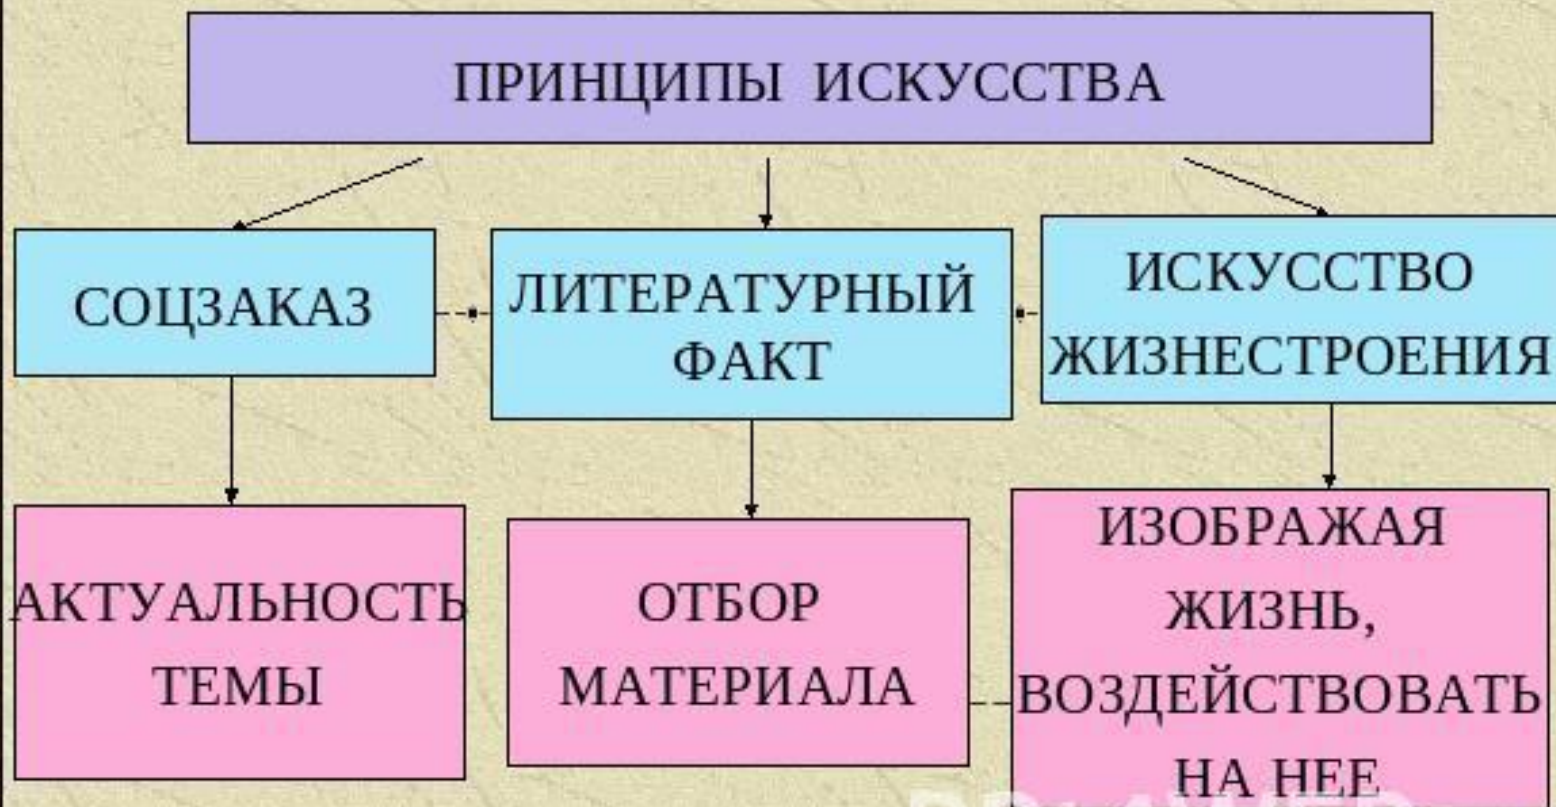 ПРИНЦИПЫ ИСКУССТВА
СОЦЗАКАЗ
ЛИТЕРАТУРНЫЙ
ФАКТ
ИСКУССТВО
ЖИЗНЕСТРОЕНИЯ
АКТУАЛЬНОСТЬ
ТЕМЫ
ОТБОР
МАТЕРИАЛА
ИЗОБРАЖАЯ
ЖИЗНЬ,
ВОЗДЕЙСТВОВАТЬ
НА НЕЕ